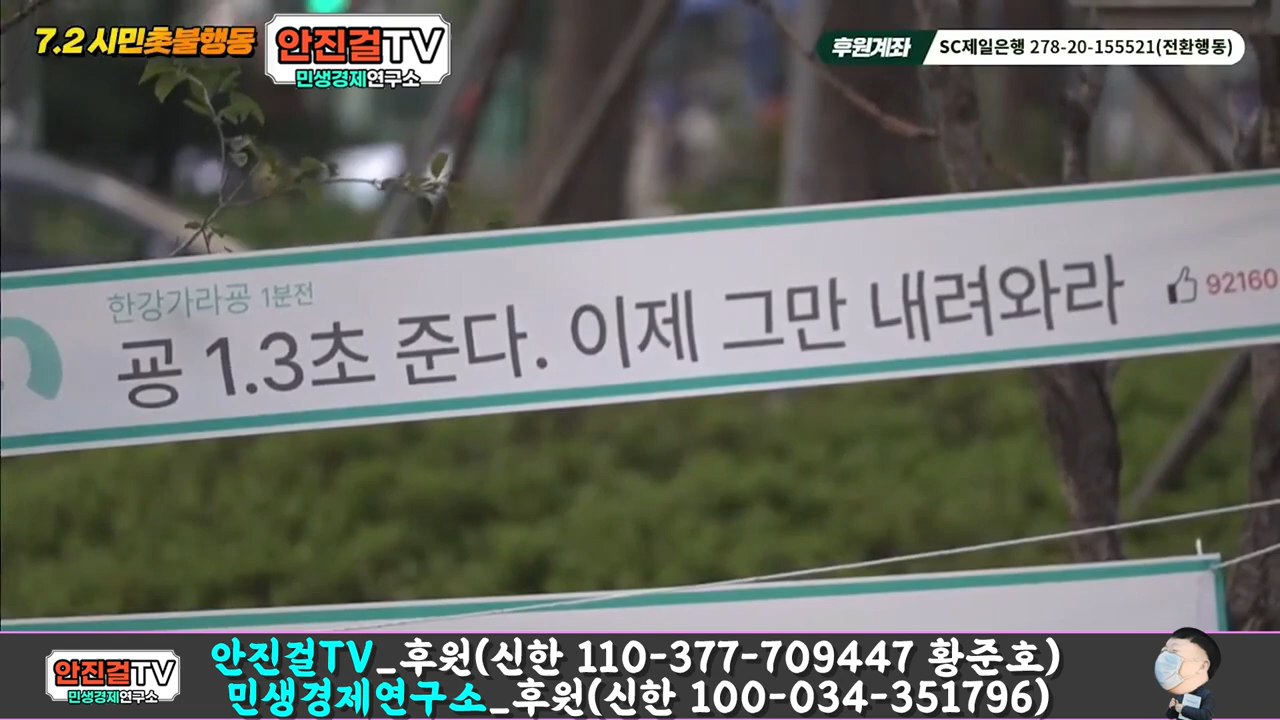 7.2 시민촛불행동
안진걸TV
민생경제연구소
후원계좌
SC제일은행 278-20-155521(전환행동)
한강가라굥 1분전
굥 1.3초 준다. 이제 그만 내려와라
92160
안진걸TV
민생경제연구소
안진걸TV_후원(신한 110-377-709447 황준호)
민생경제연구소_후원(신한 100-034-351796)